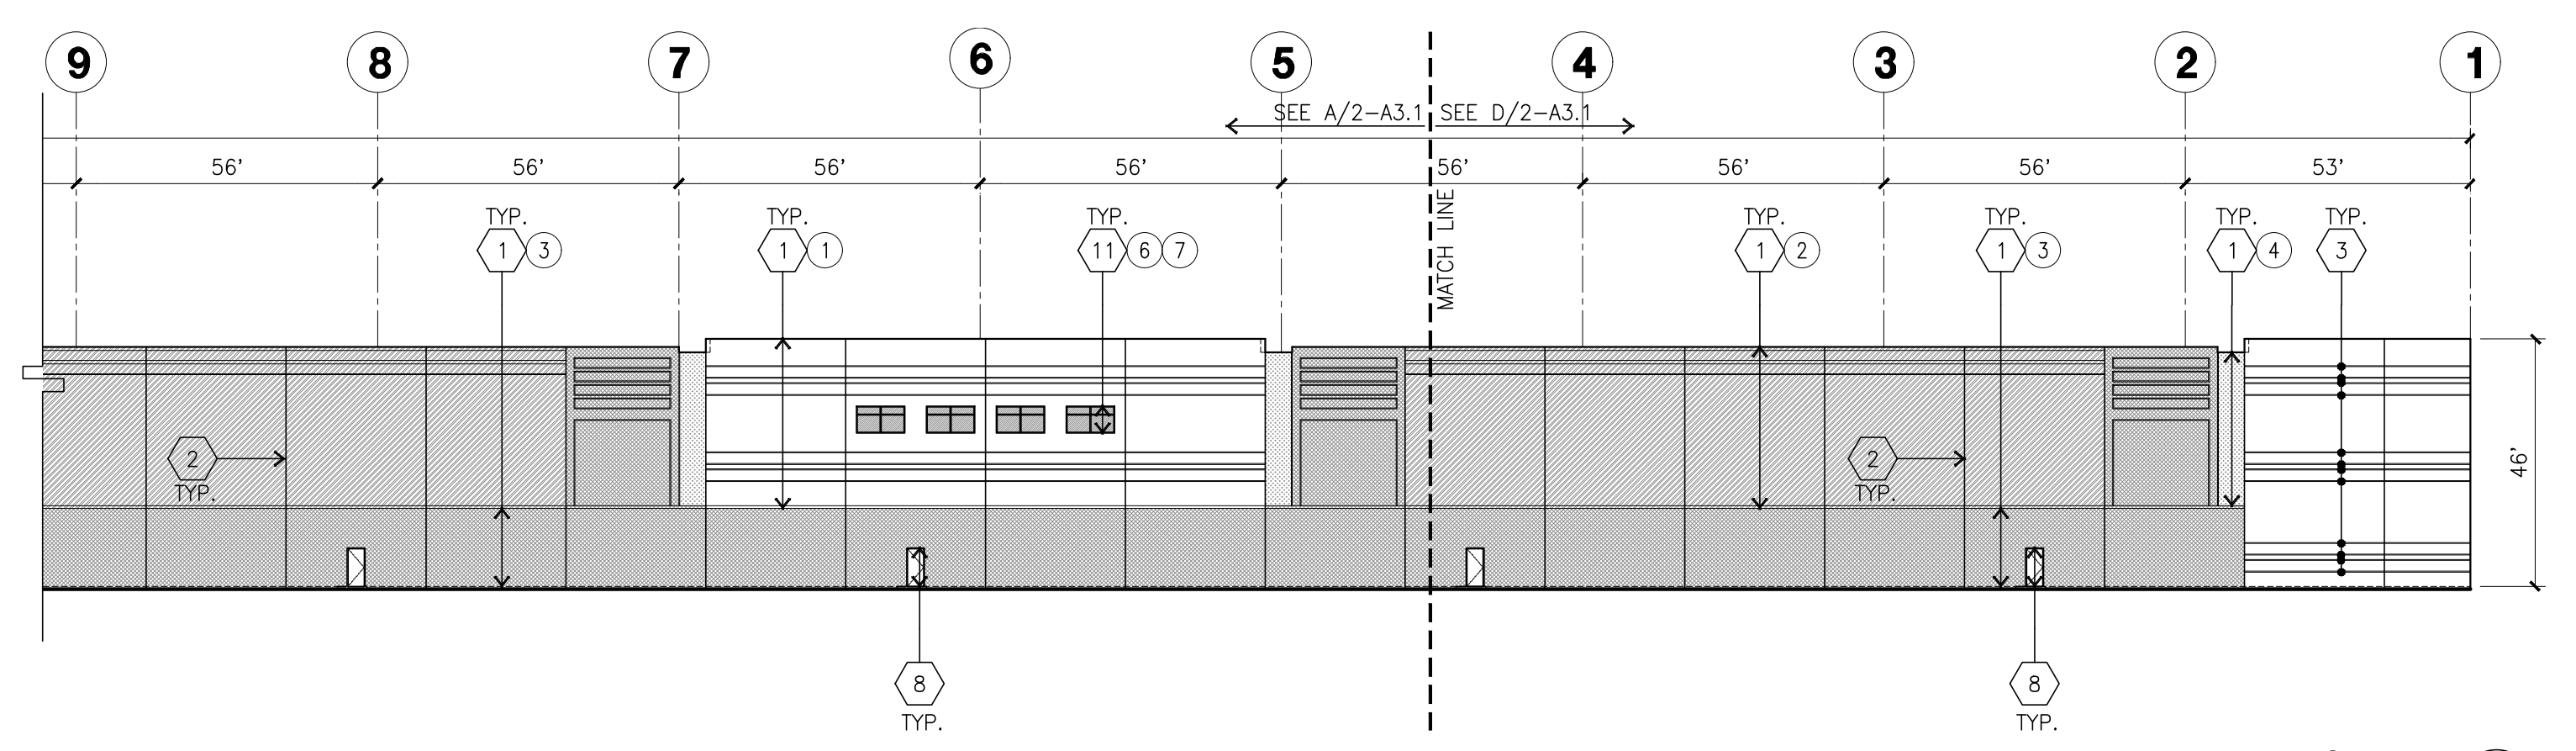 9 8 7 6 5 4 3 2 1
SEE A/2-A3.1 SEE D/2-A3.1
56' 56' 56' 56' 56' 56' 56' 53'
MATCH LINE
TYP. TYP. TYP. TYP. TYP. TYP. TYP.
1 3 1 1 11 6 7 1 2 1 3 1 4 3
2 2
TYP. TYP.
46'
8 8
TYP. TYP.